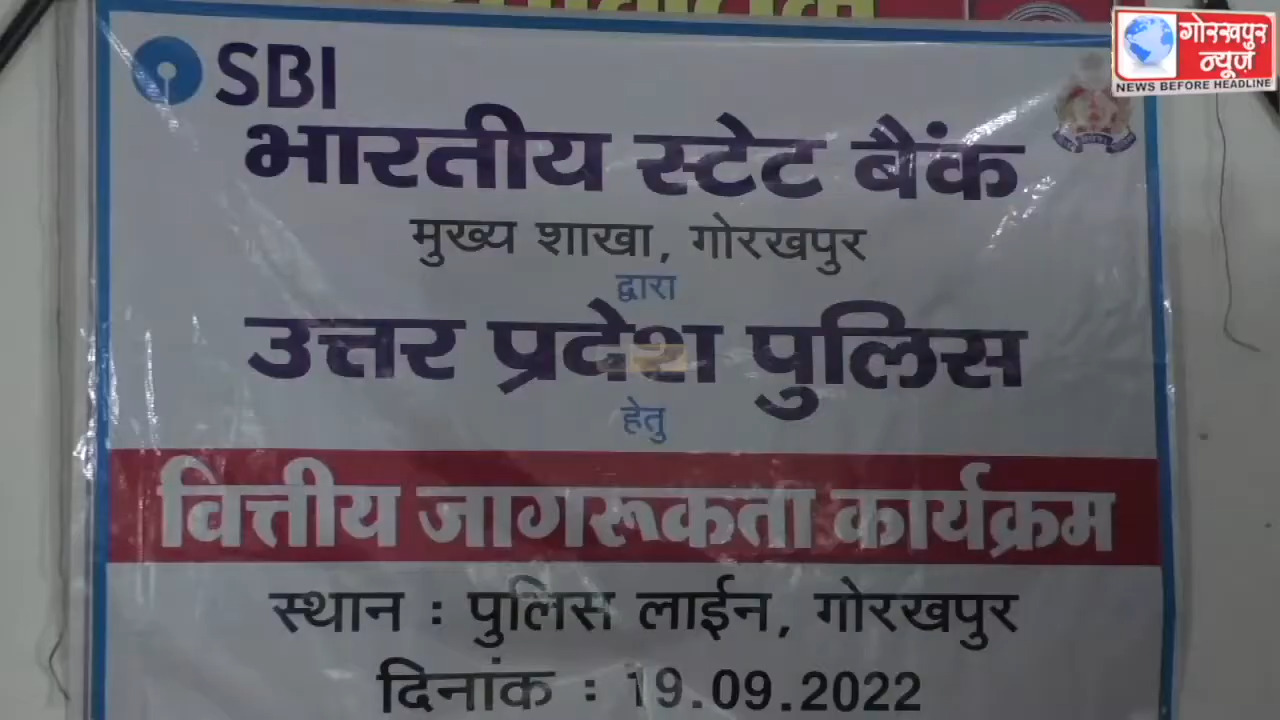 गोरखपुर
न्यूज़
NEWS BEFORE HEADLINE
SBI
भारतीय स्टेट बैंक
मुख्य शाखा, गोरखपुर
द्वारा
उत्तर प्रदेश पुलिस
हेतु
वित्तीय जागरूकता कार्यक्रम
स्थान : पुलिस लाईन, गोरखपुर
दिनांक : 19.09.2022